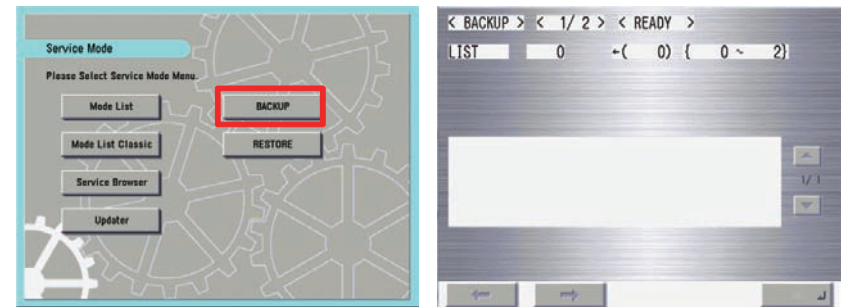 Service Mode
Please Select Service Mode Menu.
Mode List
BACKUP
Mode List Classic
RESTORE
Service Browser
Updater
< BACKUP > < 1/ 2 > < READY >
LIST 0 ←( 0) { 0 ~ 2}
1/ 1